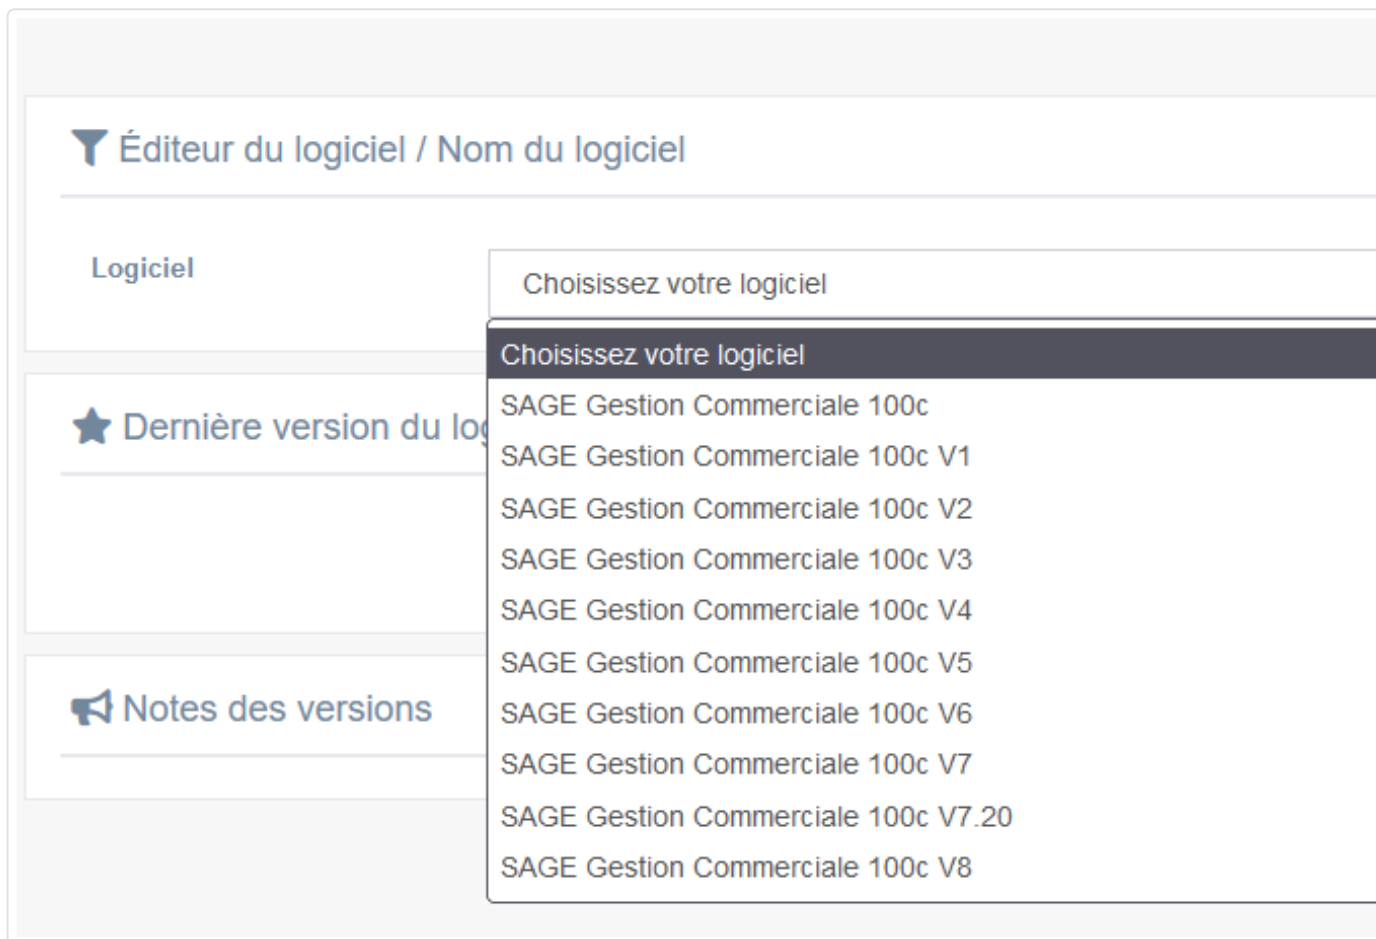 Éditeur du logiciel / Nom du logiciel
Logiciel
Choisissez votre logiciel
Choisissez votre logiciel
SAGE Gestion Commerciale 100c
SAGE Gestion Commerciale 100c V1
SAGE Gestion Commerciale 100c V2
SAGE Gestion Commerciale 100c V3
SAGE Gestion Commerciale 100c V4
SAGE Gestion Commerciale 100c V5
SAGE Gestion Commerciale 100c V6
SAGE Gestion Commerciale 100c V7
SAGE Gestion Commerciale 100c V7.20
SAGE Gestion Commerciale 100c V8
Dernière version du
Notes des versions